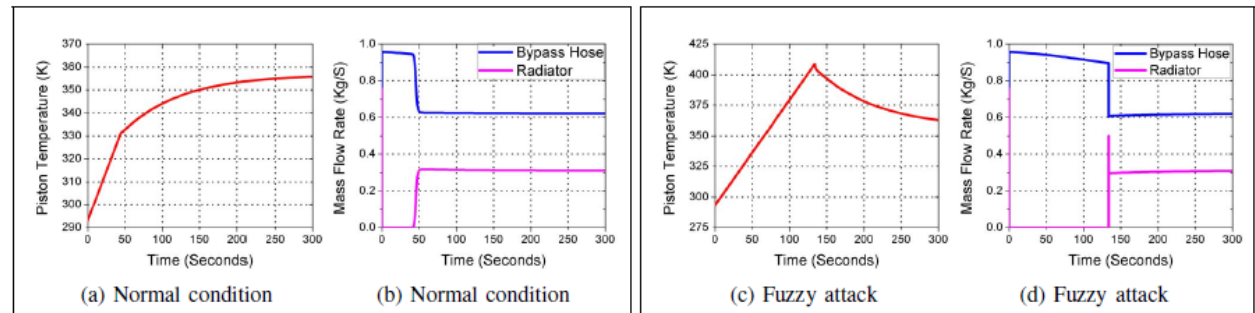 370
360
350
340
330
320
310
300
290
0 50 100 150 200 250 300
Piston Temperature (K)
Time (Seconds)
(a) Normal condition
1.0
0.8
0.6
0.4
0.2
0.0
0 50 100 150 200 250 300
Mass Flow Rate (Kg/S)
Bypass Hose
Radiator
Time (Seconds)
(b) Normal condition
425
400
375
350
325
300
275
0 50 100 150 200 250 300
Piston Temperature (K)
Time (Seconds)
(c) Fuzzy attack
1.0
0.8
0.6
0.4
0.2
0.0
0 50 100 150 200 250 300
Mass Flow Rate (Kg/S)
Bypass Hose
Radiator
Time (Seconds)
(d) Fuzzy attack